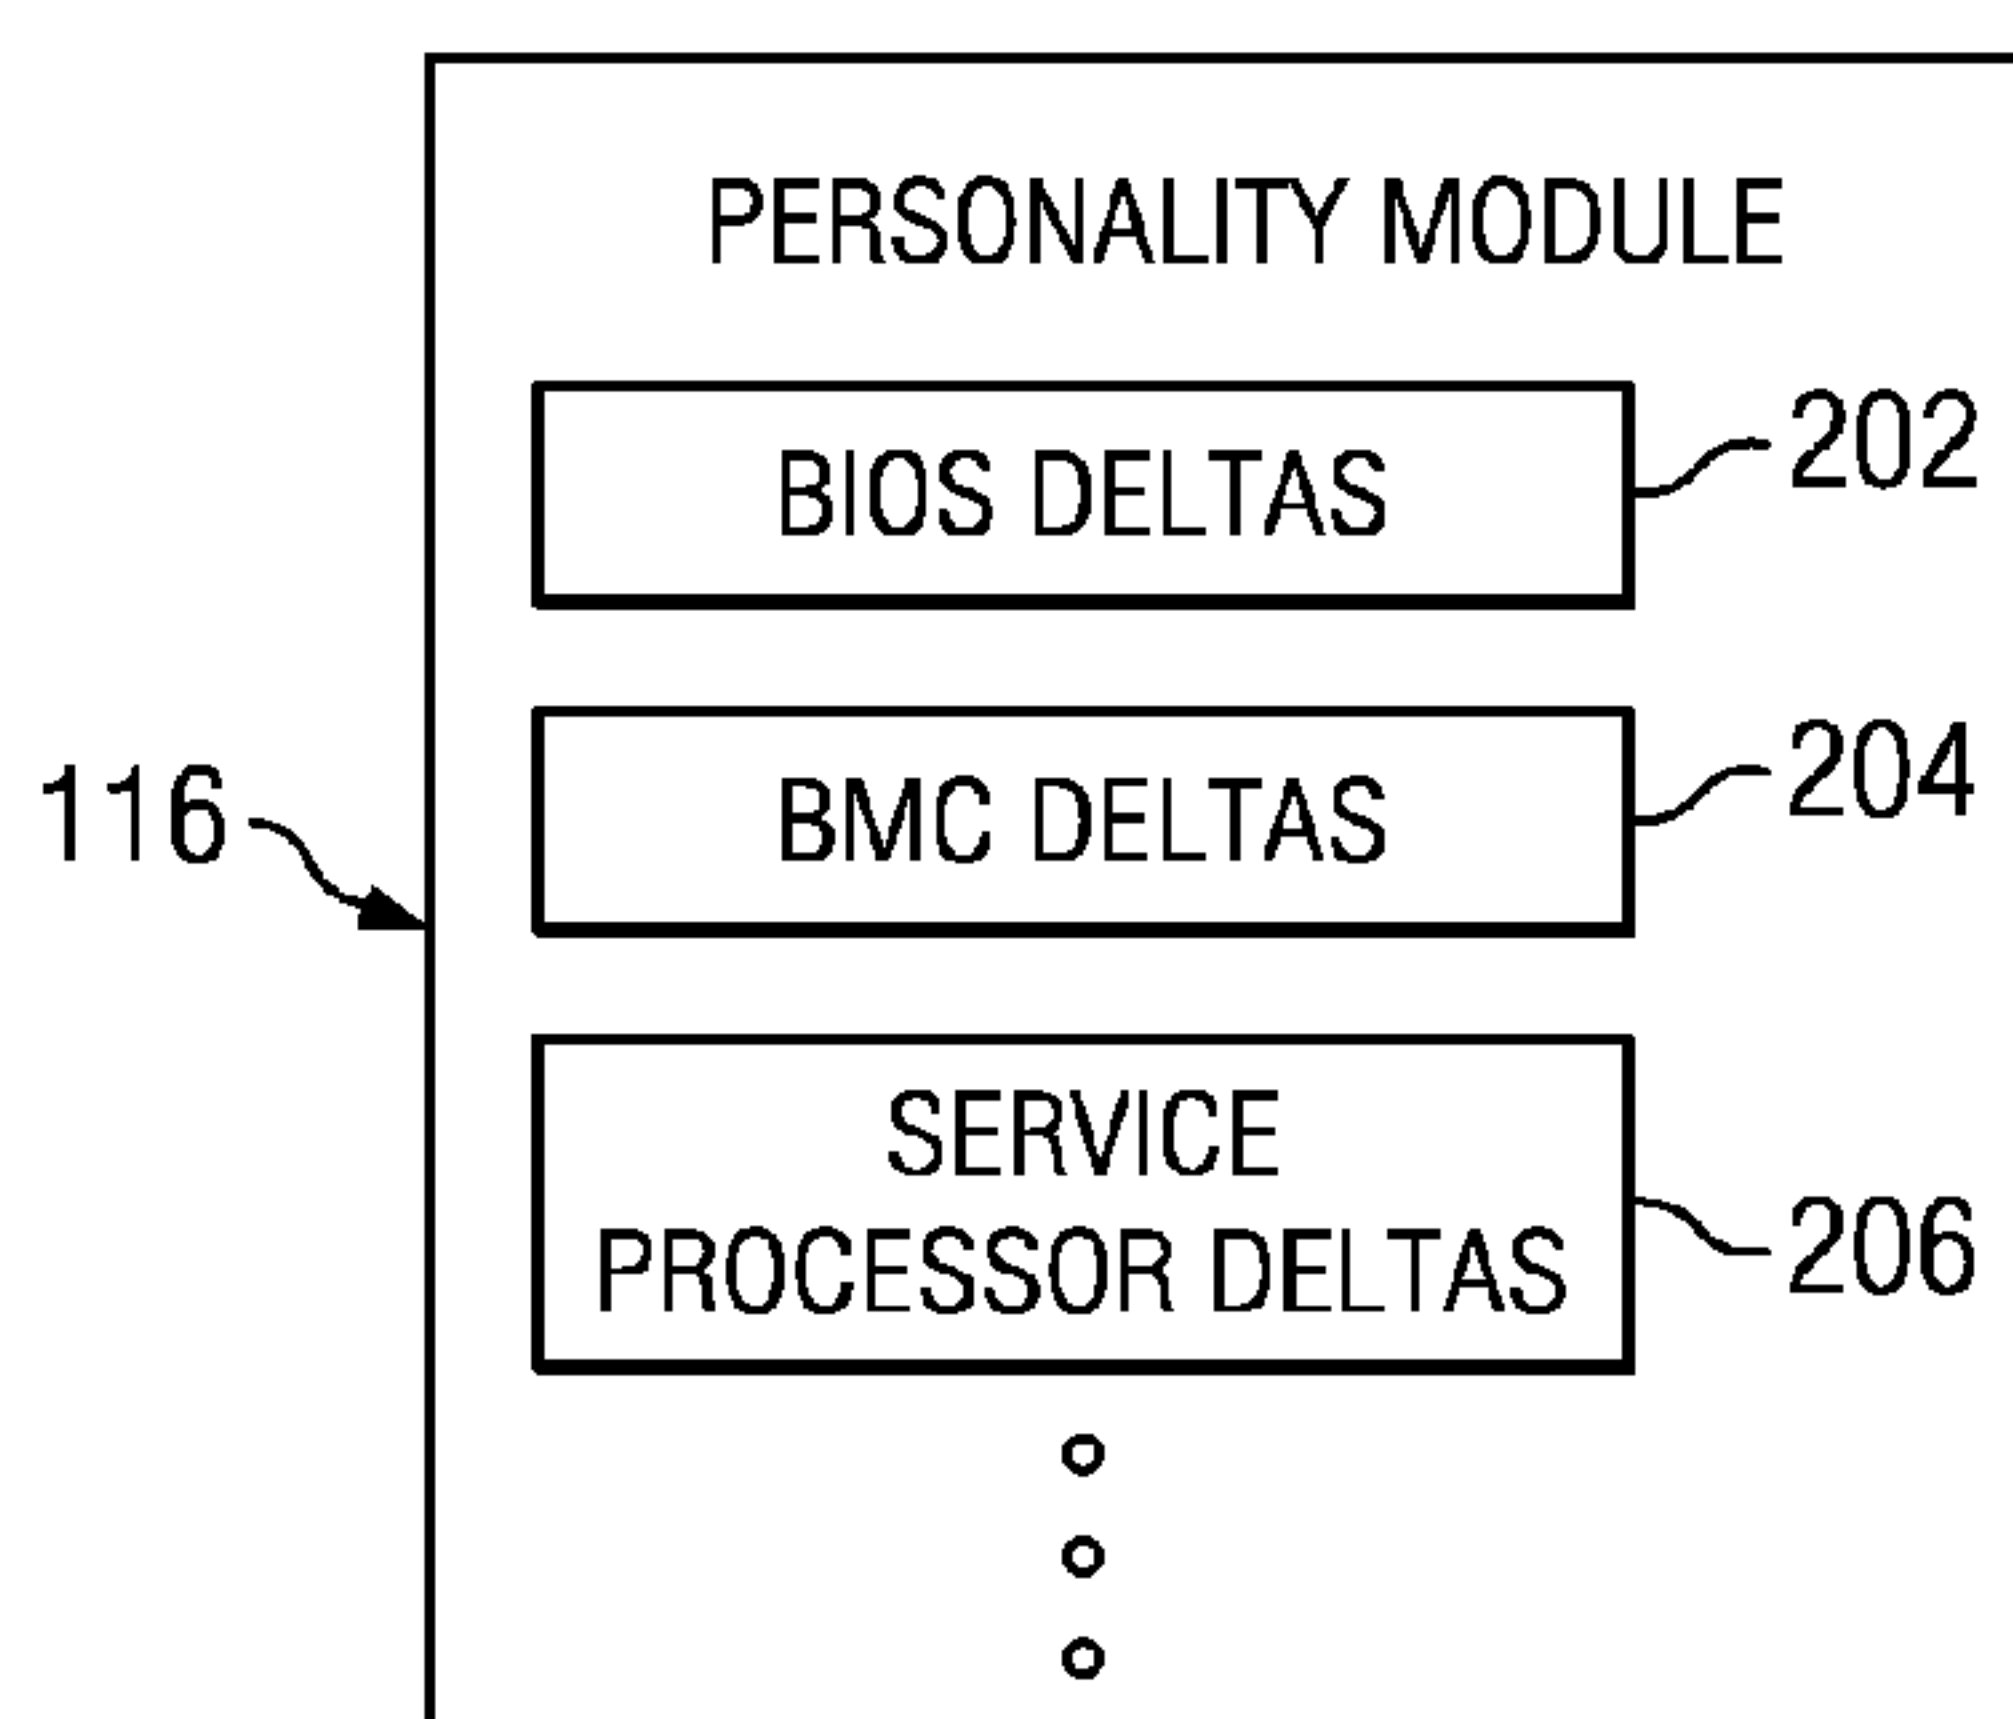 PERSONALITY MODULE
BIOS DELTAS
202
BMC DELTAS
204
116
SERVICE
PROCESSOR DELTAS
206